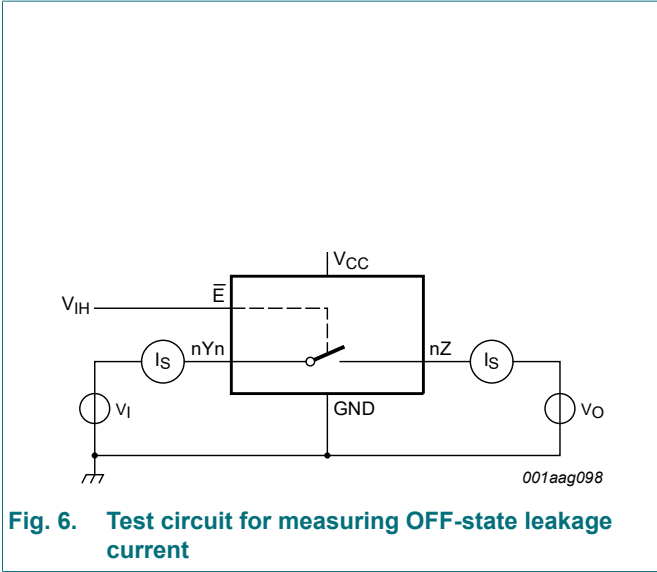 VCC
E̅
VIH
nYn
nZ
IS
IS
VI
GND
VO
001aag098
Fig. 6. Test circuit for measuring OFF-state leakage
current